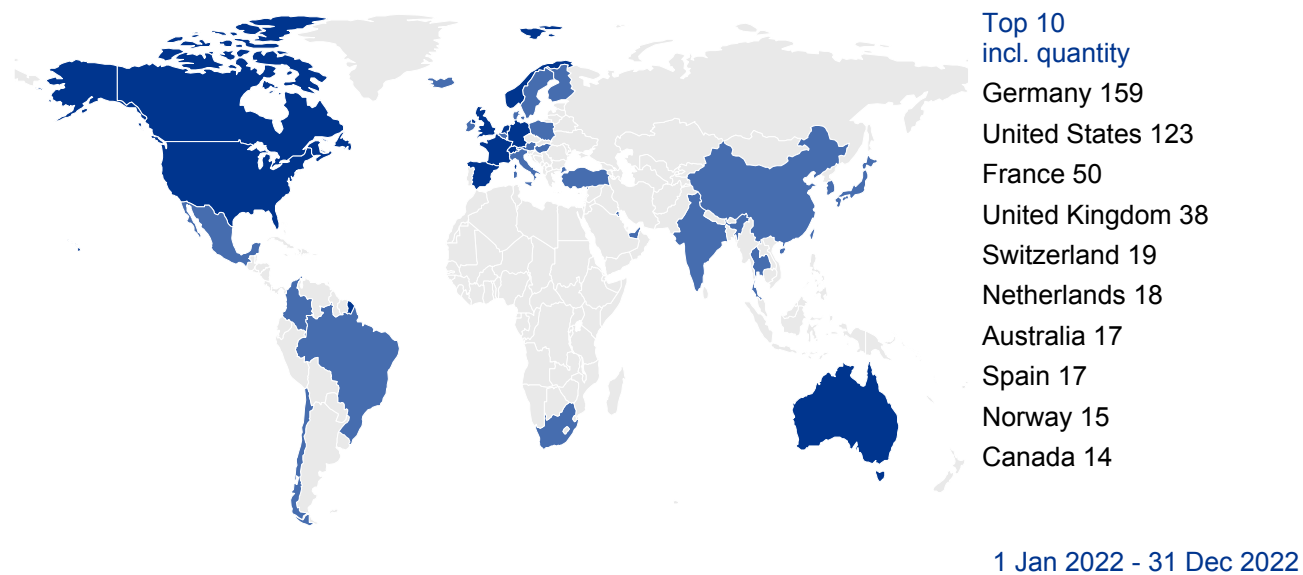 Top 10
incl. quantity
Germany 159
United States 123
France 50
United Kingdom 38
Switzerland 19
Netherlands 18
Australia 17
Spain 17
Norway 15
Canada 14
1 Jan 2022 - 31 Dec 2022